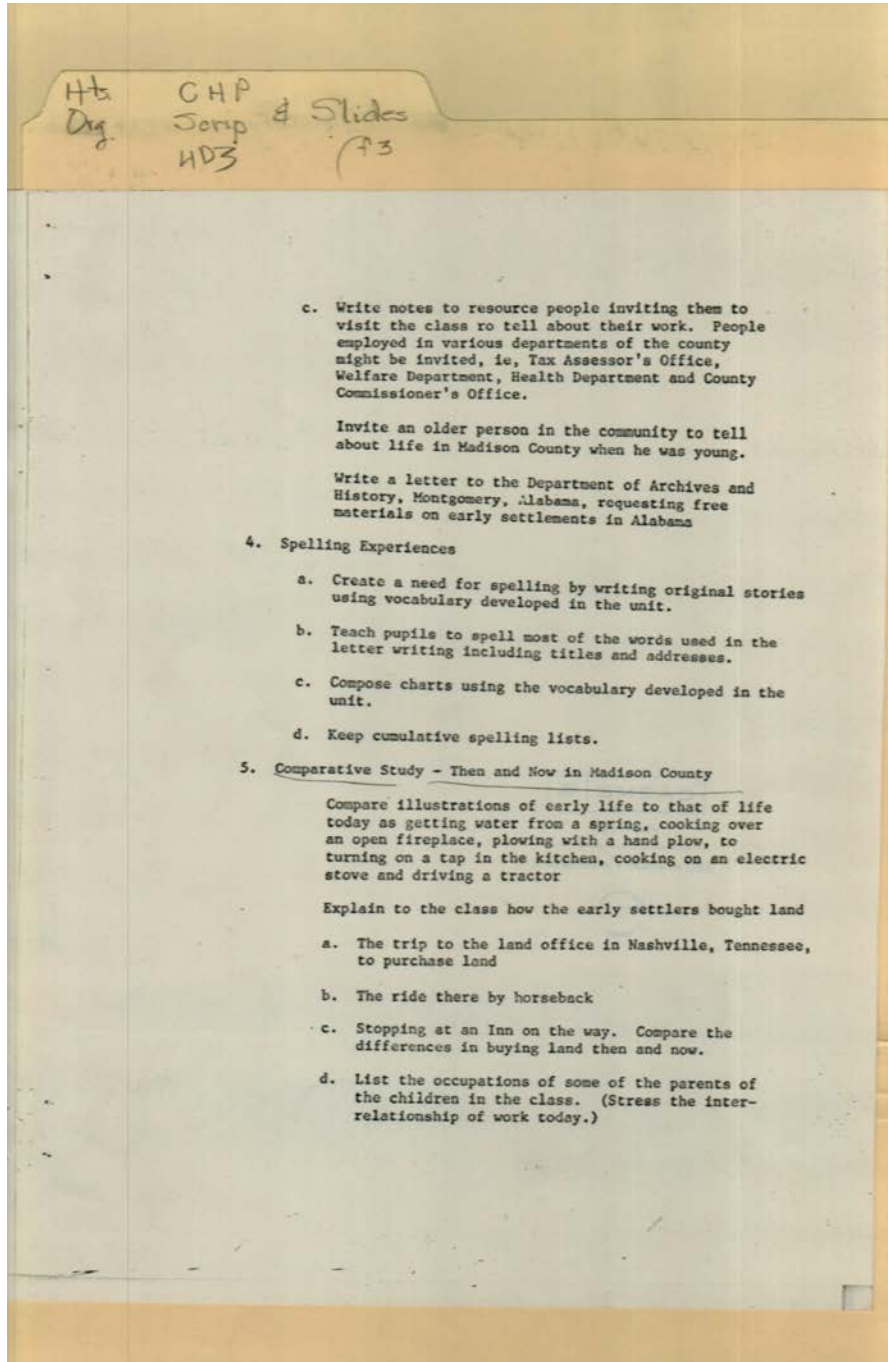 Hts. CHP & Slides
Org. Scrip
HD3 f3
c. Write notes to resource people inviting them to
visit the class ro tell about their work. People
employed in various departments of the county
might be invited, ie, Tax Assessor's Office,
Welfare Department, Health Department and County
Commissioner's Office.
Invite an older person in the community to tell
about life in Madison County when he was young.
Write a letter to the Department of Archives and
History, Montgomery, Alabama, requesting free
materials on early settlements in Alabama
4. Spelling Experiences
a. Create a need for spelling by writing original stories
using vocabulary developed in the unit.
b. Teach pupils to spell most of the words used in the
letter writing including titles and addresses.
c. Compose charts using the vocabulary developed in the
unit.
d. Keep cumulative spelling lists.
5. Comparative Study - Then and Now in Madison County
Compare illustrations of early life to that of life
today as getting water from a spring, cooking over
an open fireplace, plowing with a hand plow, to
turning on a tap in the kitchen, cooking on an electric
stove and driving a tractor
Explain to the class how the early settlers bought land
a. The trip to the land office in Nashville, Tennessee,
to purchase land
b. The ride there by horseback
c. Stopping at an Inn on the way. Compare the
differences in buying land then and now.
d. List the occupations of some of the parents of
the children in the class. (Stress the inter-
relationship of work today.)